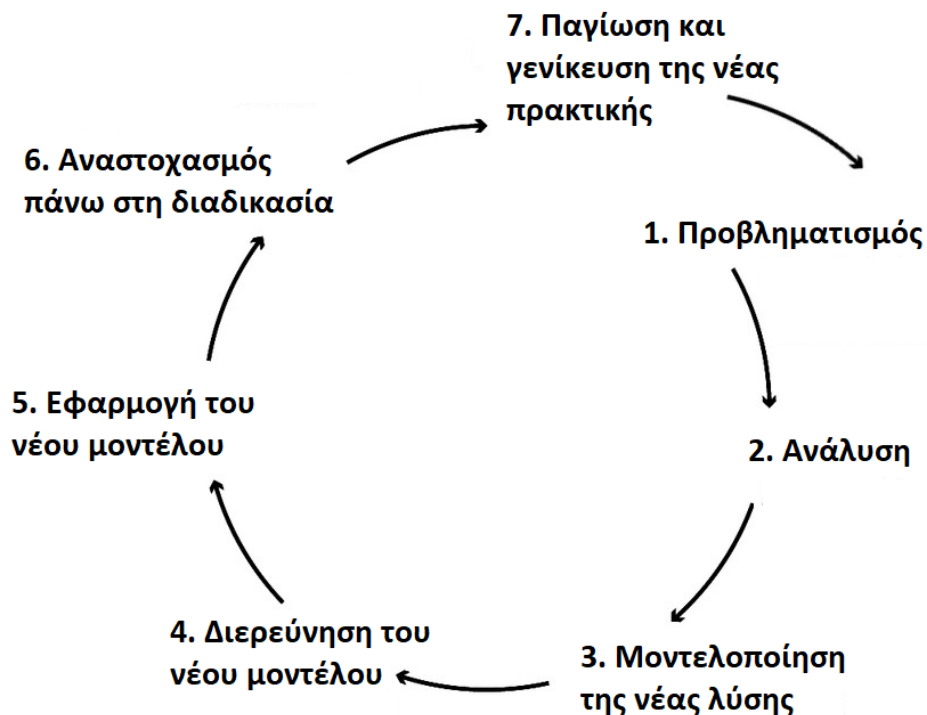 7. Παγίωση και
γενίκευση της νέας
πρακτικής
6. Αναστοχασμός
πάνω στη διαδικασία
1. Προβληματισμός
5. Εφαρμογή του
νέου μοντέλου
2. Ανάλυση
4. Διερεύνηση του
νέου μοντέλου
3. Μοντελοποίηση
της νέας λύσης